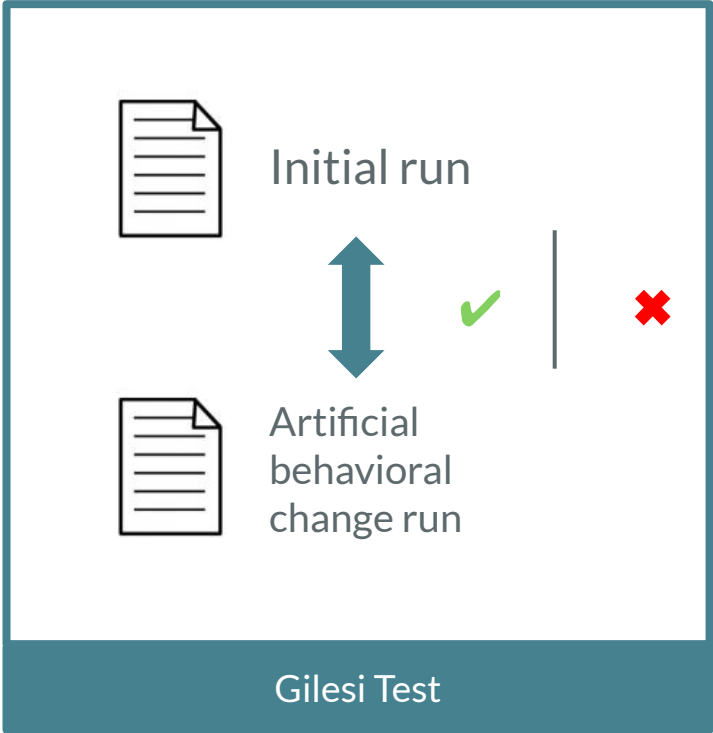 Initial run
Artificial
behavioral
change run
Gilesi Test